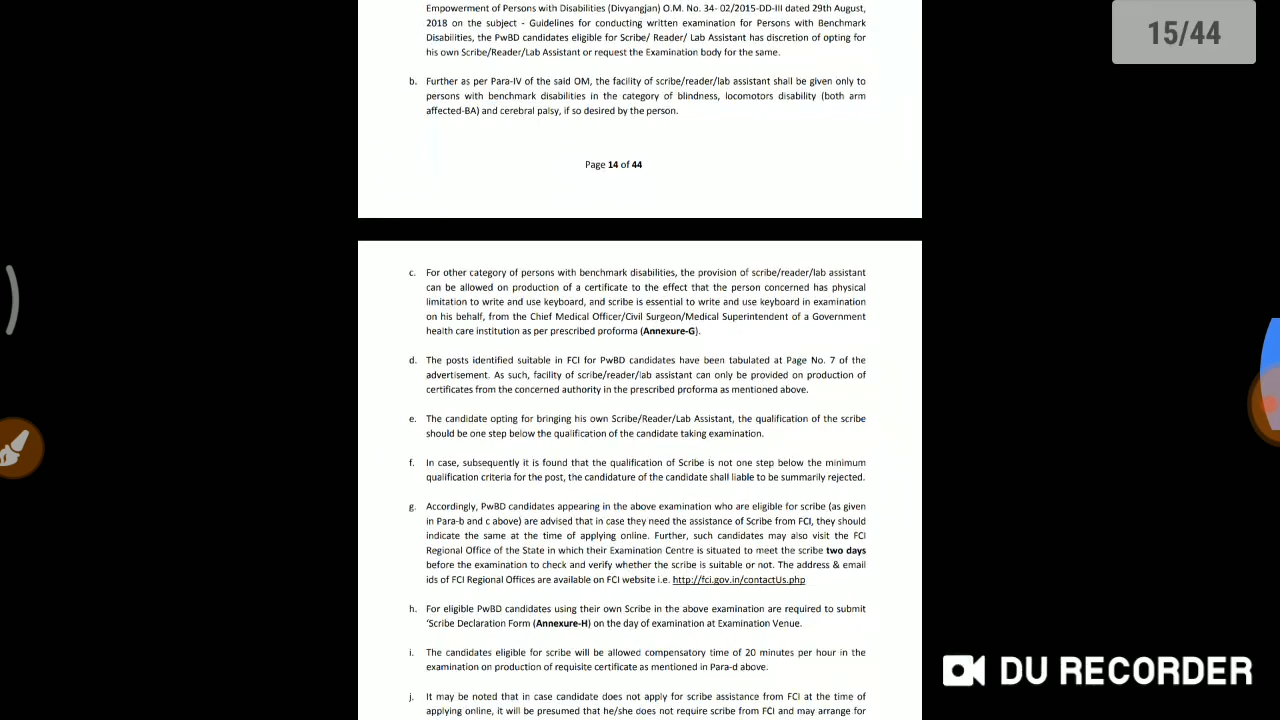 15/44
Empowerment of Persons with Disabilities (Divyangjan) O.M. No. 34- 02/2015-DD-III dated 29th August,
2018 on the subject - Guidelines for conducting written examination for Persons with Benchmark
Disabilities, the PwBD candidates eligible for Scribe/ Reader/ Lab Assistant has discretion of opting for
his own Scribe/Reader/Lab Assistant or request the Examination body for the same.
b. Further as per Para-IV of the said OM, the facility of scribe/reader/lab assistant shall be given only to
persons with benchmark disabilities in the category of blindness, locomotors disability (both arm
affected-BA) and cerebral palsy, if so desired by the person.
Page 14 of 44
c. For other category of persons with benchmark disabilities, the provision of scribe/reader/lab assistant
can be allowed on production of a certificate to the effect that the person concerned has physical
limitation to write and use keyboard, and scribe is essential to write and use keyboard in examination
on his behalf, from the Chief Medical Officer/Civil Surgeon/Medical Superintendent of a Government
health care institution as per prescribed proforma (Annexure-G).
d. The posts identified suitable in FCI for PwBD candidates have been tabulated at Page No. 7 of the
advertisement. As such, facility of scribe/reader/lab assistant can only be provided on production of
certificates from the concerned authority in the prescribed proforma as mentioned above.
e. The candidate opting for bringing his own Scribe/Reader/Lab Assistant, the qualification of the scribe
should be one step below the qualification of the candidate taking examination.
f. In case, subsequently it is found that the qualification of Scribe is not one step below the minimum
qualification criteria for the post, the candidature of the candidate shall liable to be summarily rejected.
g. Accordingly, PwBD candidates appearing in the above examination who are eligible for scribe (as given
in Para-b and c above) are advised that in case they need the assistance of Scribe from FCI, they should
indicate the same at the time of applying online. Further, such candidates may also visit the FCI
Regional Office of the State in which their Examination Centre is situated to meet the scribe two days
before the examination to check and verify whether the scribe is suitable or not. The address & email
ids of FCI Regional Offices are available on FCI website i.e. http://fci.gov.in/contactUs.php
h. For eligible PwBD candidates using their own Scribe in the above examination are required to submit
'Scribe Declaration Form (Annexure-H) on the day of examination at Examination Venue.
i. The candidates eligible for scribe will be allowed compensatory time of 20 minutes per hour in the
examination on production of requisite certificate as mentioned in Para-d above.
j. It may be noted that in case candidate does not apply for scribe assistance from FCI at the time of
applying online, it will be presumed that he/she does not require scribe from FCI and may arrange for
DU RECORDER